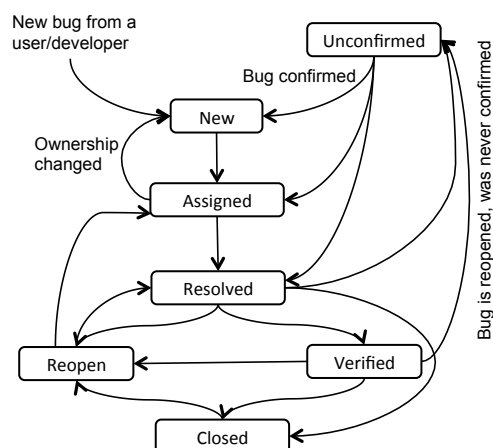 New bug from a
user/developer
Unconfirmed
Bug confirmed
New
Ownership
changed
Assigned
Resolved
Reopen
Verified
Closed
Bug is reopened, was never confirmed